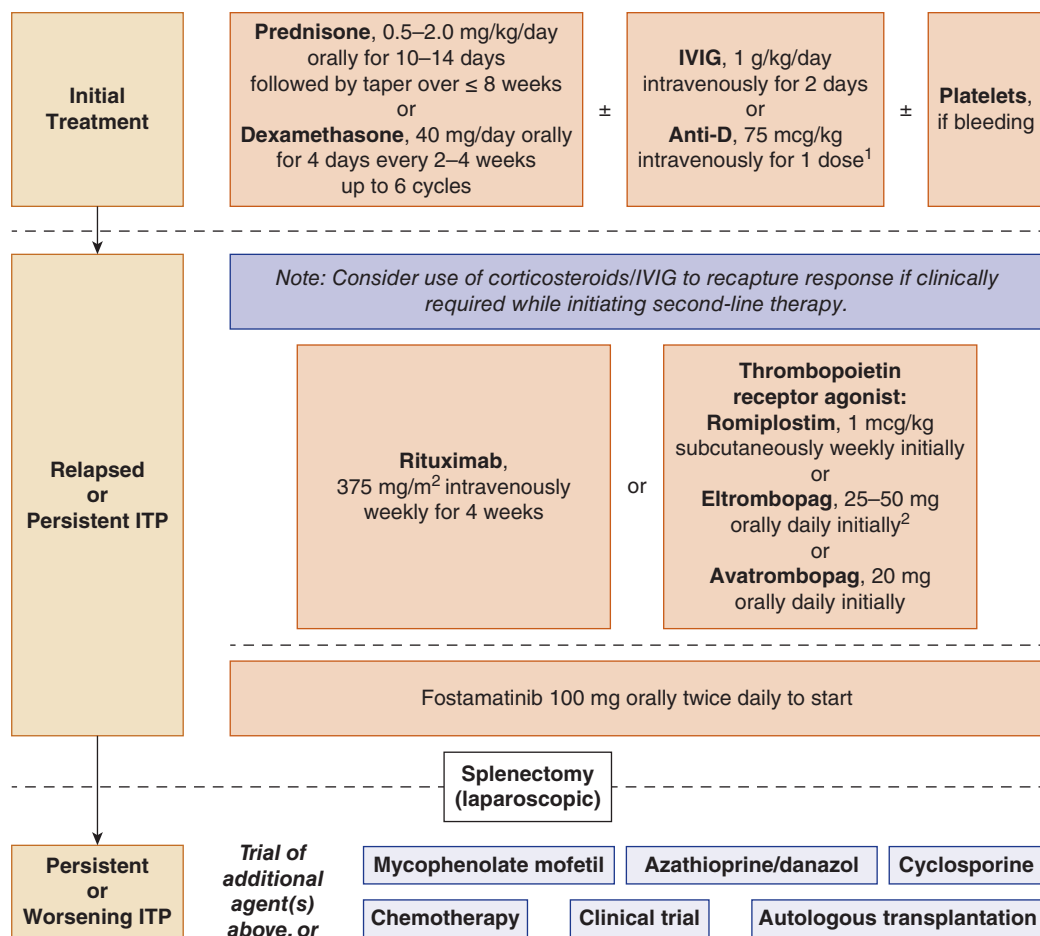 Initial
Treatment
Prednisone, 0.5–2.0 mg/kg/day
orally for 10–14 days
followed by taper over ≤ 8 weeks
or
Dexamethasone, 40 mg/day orally
for 4 days every 2–4 weeks
up to 6 cycles
±
IVIG, 1 g/kg/day
intravenously for 2 days
or
Anti-D, 75 mcg/kg
intravenously for 1 dose¹
±
Platelets,
if bleeding
Relapsed
or
Persistent ITP
Note: Consider use of corticosteroids/IVIG to recapture response if clinically
required while initiating second-line therapy.
Rituximab,
375 mg/m² intravenously
weekly for 4 weeks
or
Thrombopoietin
receptor agonist:
Romiplostim, 1 mcg/kg
subcutaneously weekly initially
or
Eltrombopag, 25–50 mg
orally daily initially²
or
Avatrombopag, 20 mg
orally daily initially
Fostamatinib 100 mg orally twice daily to start
Splenectomy
(laparoscopic)
Persistent
or
Worsening ITP
Trial of
additional
agent(s)
above, or
Mycophenolate mofetil
Azathioprine/danazol
Cyclosporine
Chemotherapy
Clinical trial
Autologous transplantation